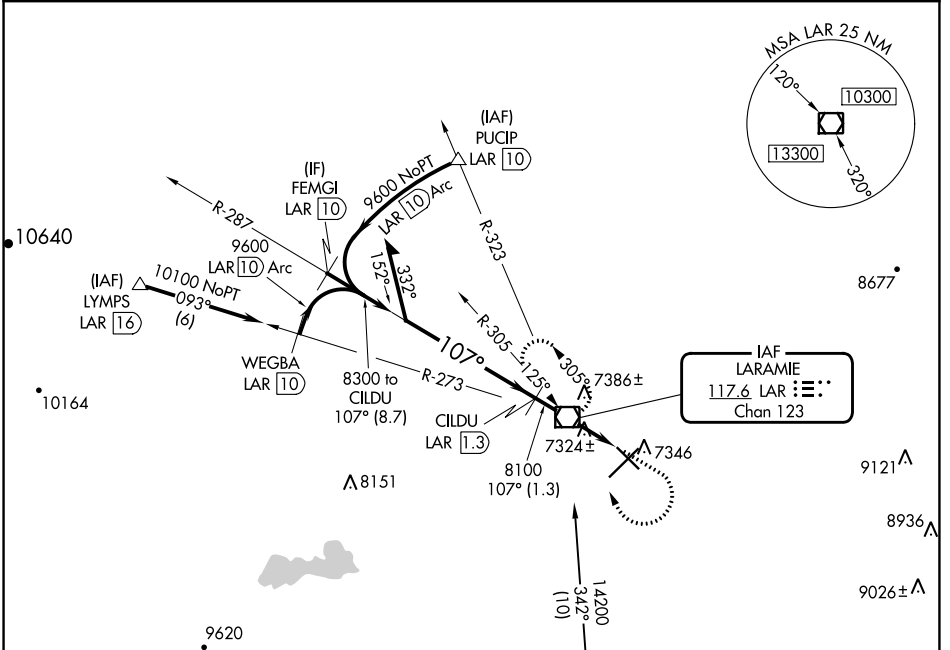 MSA LAR 25 NM
120°
10300
13300
320°
(IAF)
PUCIP
LAR 10
(IF)
FEMGI
LAR 10
9600 NoPT
LAR 10 Arc
R-287
R-323
10640
9600
LAR 10 Arc
(IAF)
LYMPS
LAR 16
10100 NoPT
093°
(6)
152°
332°
8677
WEGBA
LAR 10
R-273
8300 to
CILDU
107° (8.7)
107°
R-305
125°
305°
7386±
IAF
LARAMIE
117.6 LAR
Chan 123
10164
CILDU
LAR 1.3
8100
107° (1.3)
7324±
7346
8151
9121
8936
9026±
14200
342°
(10)
9620